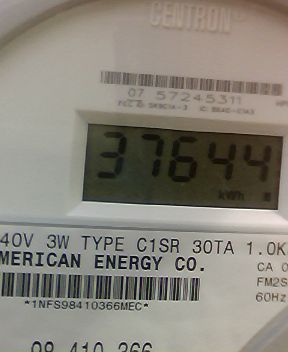 CENTRON®
07 57245311
37644
kWh
40V 3W TYPE C1SR 30TA 1.0K
MERICAN ENERGY CO.
CA 0
FM2S
60Hz
*1NFS98410366MEC*
98 410 366